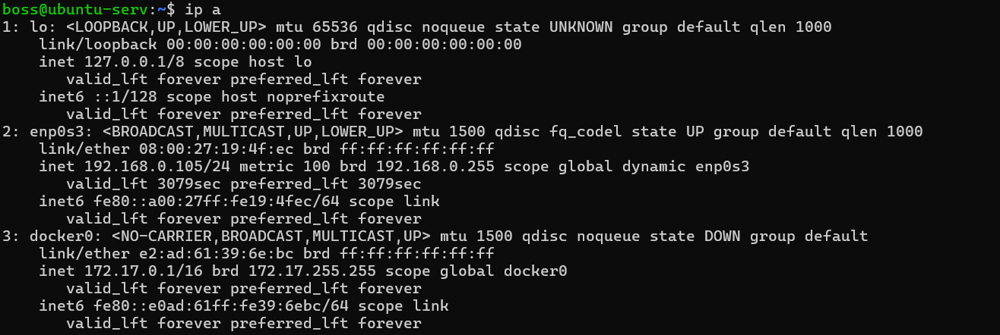 boss@ubuntu-serv:~$ ip a
1: lo: <LOOPBACK,UP,LOWER_UP> mtu 65536 qdisc noqueue state UNKNOWN group default qlen 1000
    link/loopback 00:00:00:00:00:00 brd 00:00:00:00:00:00
    inet 127.0.0.1/8 scope host lo
       valid_lft forever preferred_lft forever
    inet6 ::1/128 scope host noprefixroute
       valid_lft forever preferred_lft forever
2: enp0s3: <BROADCAST,MULTICAST,UP,LOWER_UP> mtu 1500 qdisc fq_codel state UP group default qlen 1000
    link/ether 08:00:27:19:4f:ec brd ff:ff:ff:ff:ff:ff
    inet 192.168.0.105/24 metric 100 brd 192.168.0.255 scope global dynamic enp0s3
       valid_lft 3079sec preferred_lft 3079sec
    inet6 fe80::a00:27ff:fe19:4fec/64 scope link
       valid_lft forever preferred_lft forever
3: docker0: <NO-CARRIER,BROADCAST,MULTICAST,UP> mtu 1500 qdisc noqueue state DOWN group default
    link/ether e2:ad:61:39:6e:bc brd ff:ff:ff:ff:ff:ff
    inet 172.17.0.1/16 brd 172.17.255.255 scope global docker0
       valid_lft forever preferred_lft forever
    inet6 fe80::e0ad:61ff:fe39:6ebc/64 scope link
       valid_lft forever preferred_lft forever